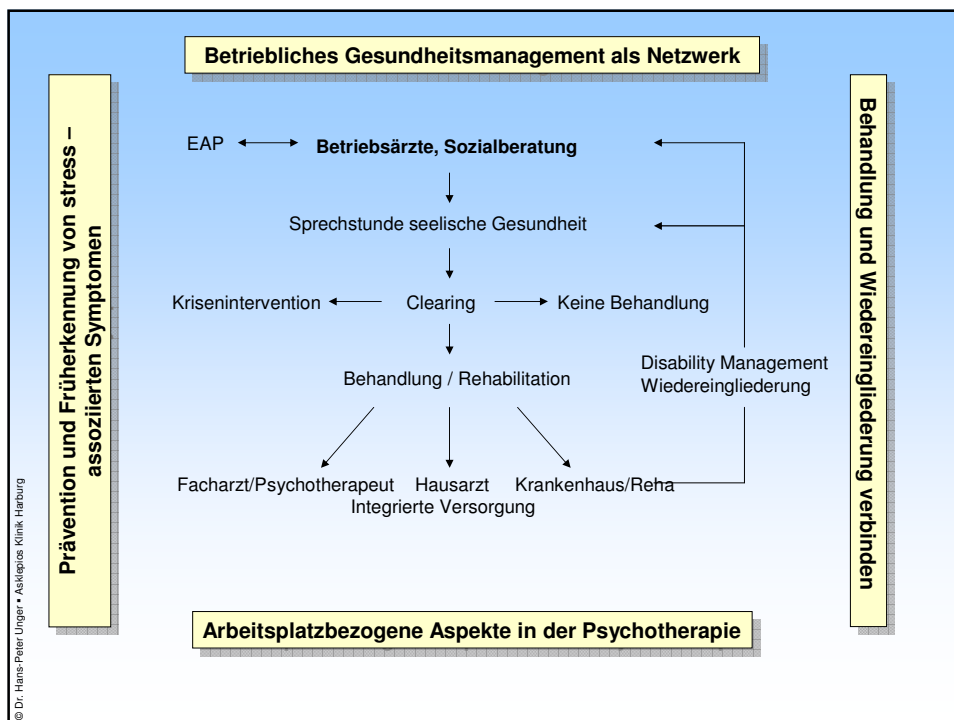 Betriebliches Gesundheitsmanagement als Netzwerk
Prävention und Früherkennung von stress –
assoziierten Symptomen
EAP
Betriebsärzte, Sozialberatung
Sprechstunde seelische Gesundheit
Krisenintervention
Clearing
Keine Behandlung
Behandlung / Rehabilitation
Disability Management
Wiedereingliederung
Facharzt/Psychotherapeut
Hausarzt
Krankenhaus/Reha
Integrierte Versorgung
Behandlung und Wiedereingliederung verbinden
Arbeitsplatzbezogene Aspekte in der Psychotherapie
© Dr. Hans-Peter Unger ▪ Asklepios Klinik Harburg